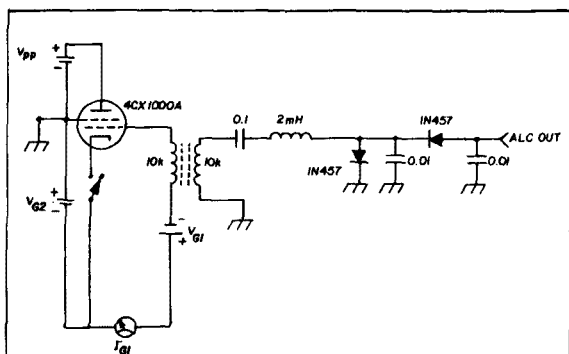 Vpp
+
−
4CX1000A
0.1
2mH
1N457
ALC OUT
10k
10k
1N457
0.01
0.01
+
−
VG2
−
+
VG1
IG1